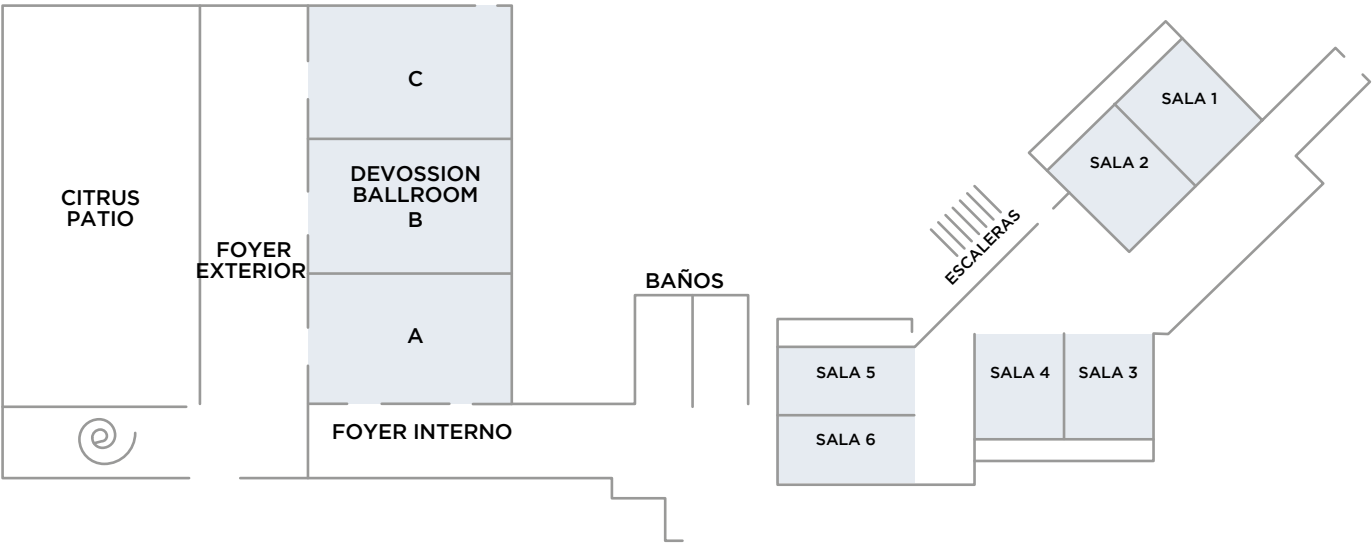 CITRUS
PATIO
FOYER
EXTERIOR
C
DEVOSSION
BALLROOM
B
A
FOYER INTERNO
BAÑOS
ESCALERAS
SALA 1
SALA 2
SALA 5
SALA 6
SALA 4
SALA 3